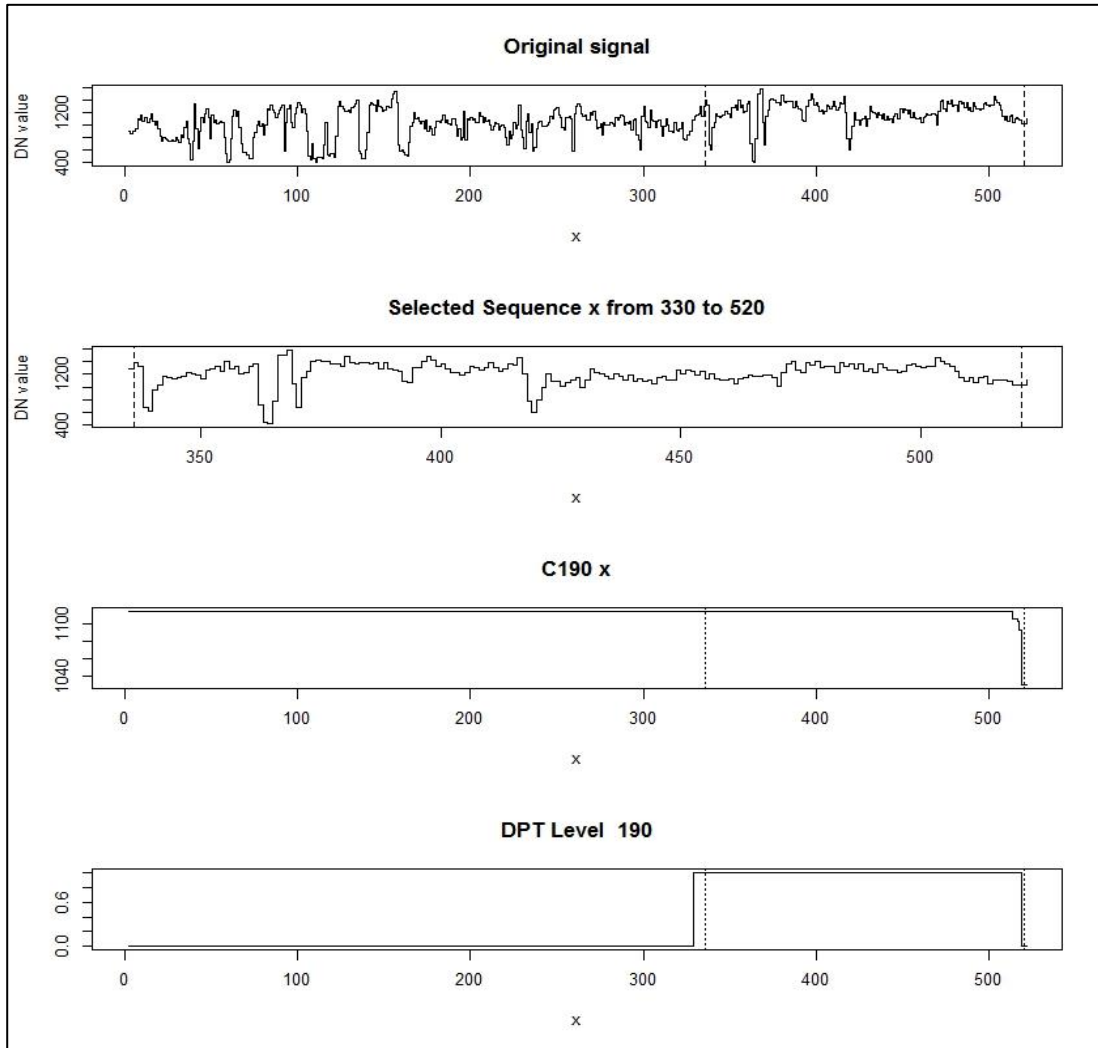 Original signal
DN value
1200
400
0 100 200 300 400 500
x
Selected Sequence x from 330 to 520
DN value
1200
400
350 400 450 500
x
C190 x
1100
1040
0 100 200 300 400 500
x
DPT Level 190
0.6
0.0
0 100 200 300 400 500
x